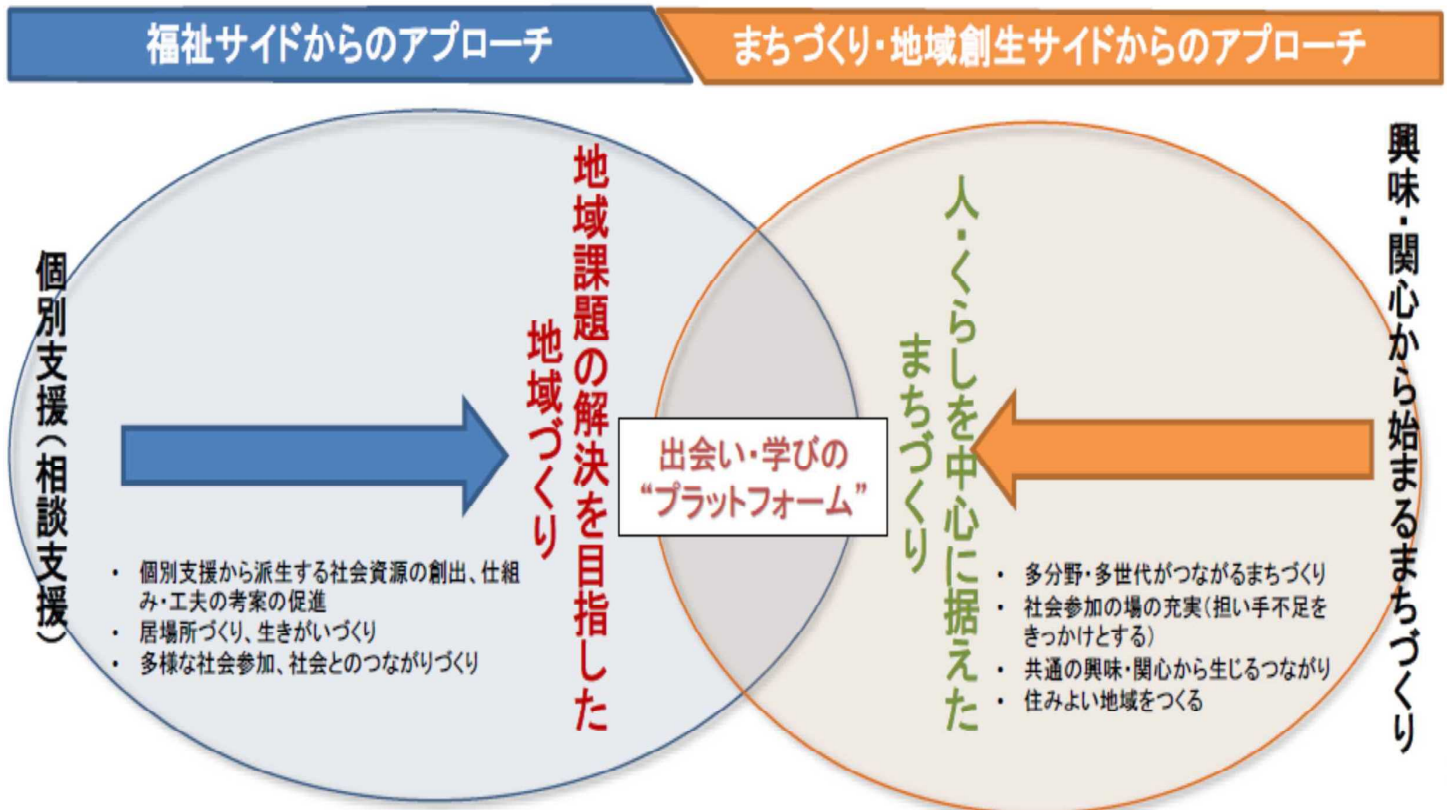 福祉サイドからのアプローチ
まちづくり・地域創生サイドからのアプローチ
個別支援（相談支援）
地域課題の解決を目指した
地域づくり
出会い・学びの
“プラットフォーム”
人・くらしを中心に据えた
まちづくり
興味・関心から始まるまちづくり
・ 個別支援から派生する社会資源の創出、仕組
み・工夫の考案の促進
・ 居場所づくり、生きがいづくり
・ 多様な社会参加、社会とのつながりづくり
・ 多分野・多世代がつながるまちづくり
・ 社会参加の場の充実（担い手不足を
きっかけとする）
・ 共通の興味・関心から生じるつながり
・ 住みよい地域をつくる